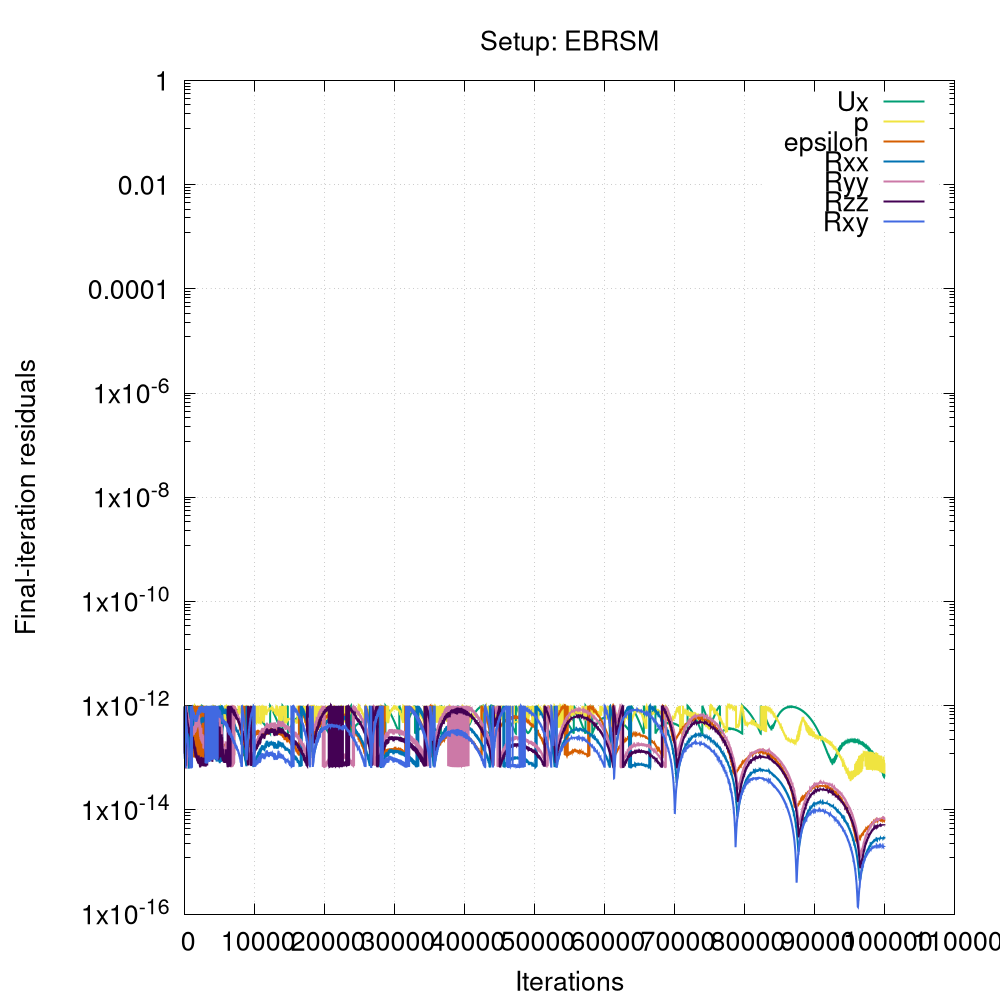 Setup: EBRSM
1
0.01
0.0001
1x10^-6
1x10^-8
1x10^-10
1x10^-12
1x10^-14
1x10^-16
Final-iteration residuals
Ux
p
epsilon
Rxx
Ryy
Rzz
Rxy
0 10000 20000 30000 40000 50000 60000 70000 80000 90000 100000 110000
Iterations